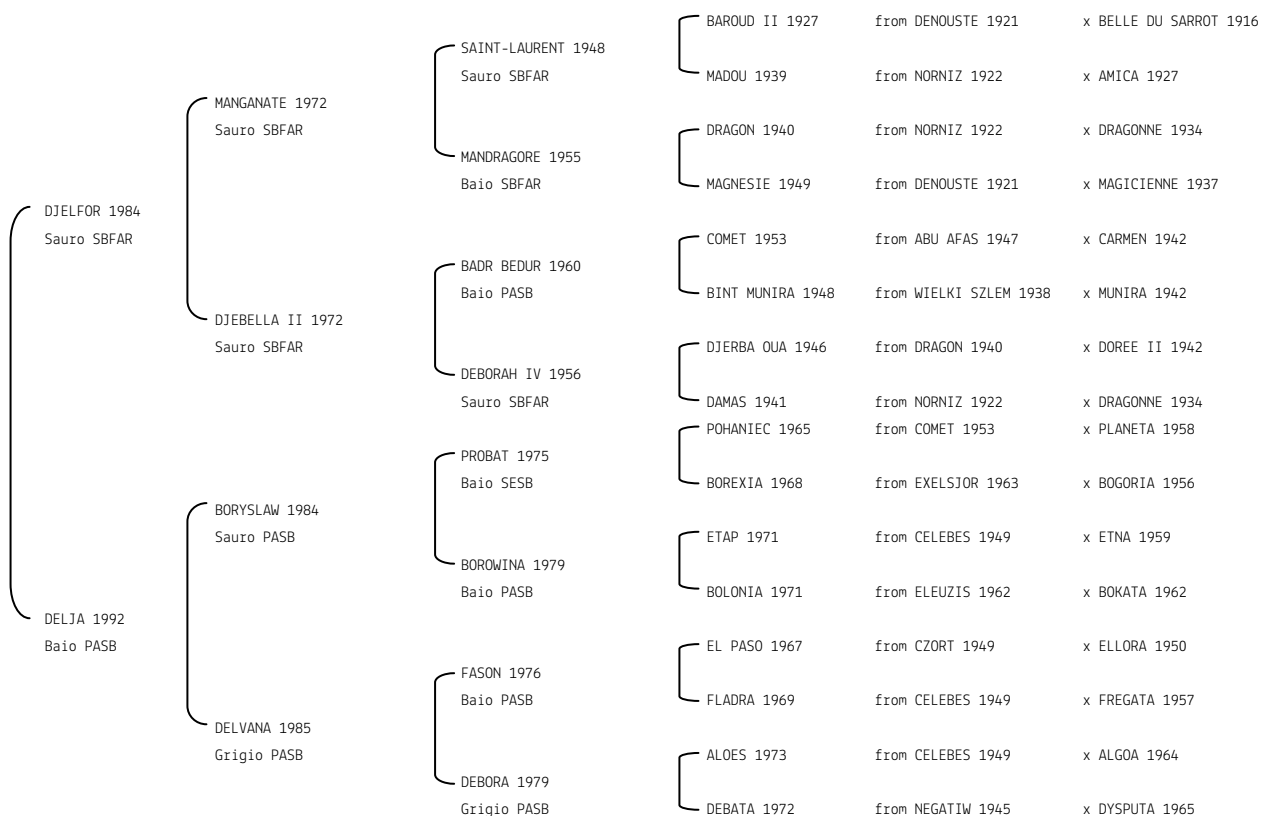 BAROUD II 1927 from DENOUSTE 1921 x BELLE DU SARROT 1916
SAINT-LAURENT 1948
Sauro SBFAR
MADOU 1939 from NORNIZ 1922 x AMICA 1927
MANGANATE 1972
Sauro SBFAR
DRAGON 1940 from NORNIZ 1922 x DRAGONNE 1934
MANDRAGORE 1955
Baio SBFAR
MAGNESIE 1949 from DENOUSTE 1921 x MAGICIENNE 1937
DJELFOR 1984
Sauro SBFAR
COMET 1953 from ABU AFAS 1947 x CARMEN 1942
BADR BEDUR 1960
Baio PASB
BINT MUNIRA 1948 from WIELKI SZLEM 1938 x MUNIRA 1942
DJEBELLA II 1972
Sauro SBFAR
DJERBA OUA 1946 from DRAGON 1940 x DOREE II 1942
DEBORAH IV 1956
Sauro SBFAR
DAMAS 1941 from NORNIZ 1922 x DRAGONNE 1934
POHANIEC 1965 from COMET 1953 x PLANETA 1958
PROBAT 1975
Baio SESB
BOREXIA 1968 from EXELSJOR 1963 x BOGORIA 1956
BORYSLAW 1984
Sauro PASB
ETAP 1971 from CELEBES 1949 x ETNA 1959
BOROWINA 1979
Baio PASB
BOLONIA 1971 from ELEUZIS 1962 x BOKATA 1962
DELJA 1992
Baio PASB
EL PASO 1967 from CZORT 1949 x ELLORA 1950
FASON 1976
Baio PASB
FLADRA 1969 from CELEBES 1949 x FREGATA 1957
DELVANA 1985
Grigio PASB
ALOES 1973 from CELEBES 1949 x ALGOA 1964
DEBORA 1979
Grigio PASB
DEBATA 1972 from NEGATIW 1945 x DYSPUTA 1965